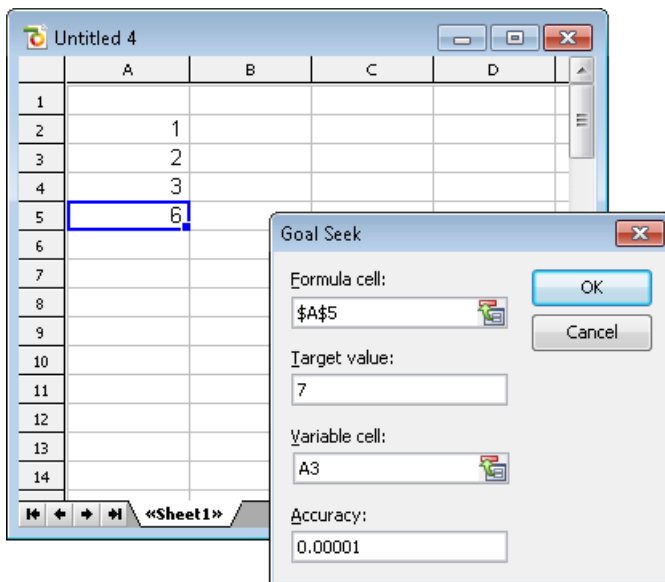 Untitled 4
A B C D
1
2 1
3 2
4 3
5 6
6
7
8
9
10
11
12
13
14
«Sheet1»
Goal Seek
Formula cell:
$A$5
OK
Cancel
Target value:
7
Variable cell:
A3
Accuracy:
0.00001